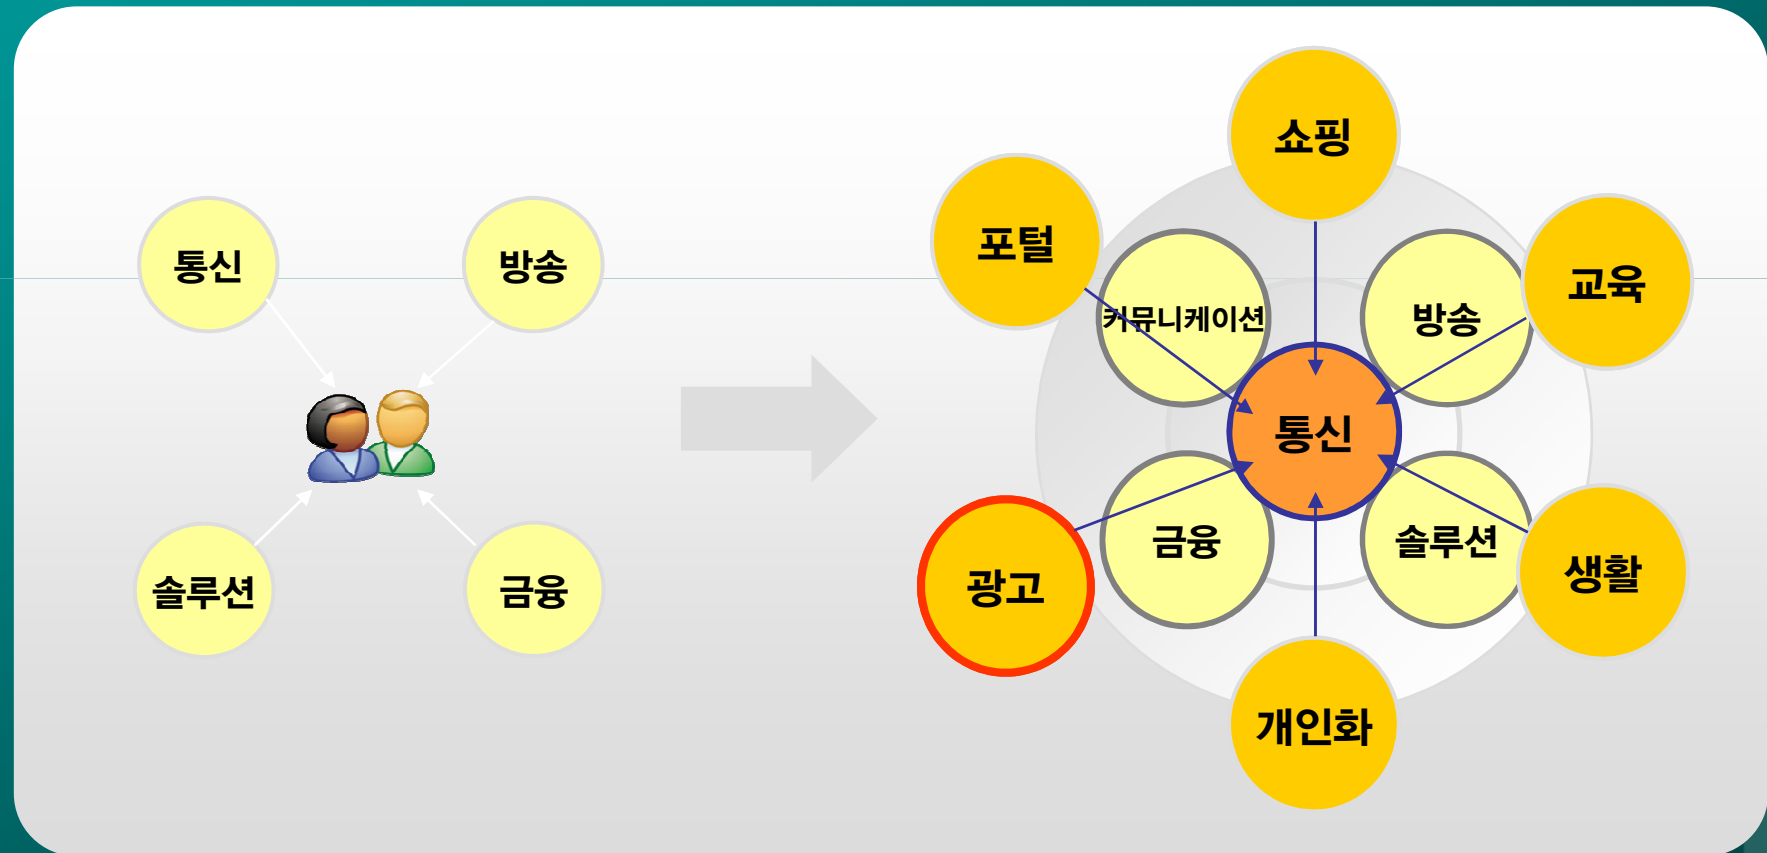 통신
방송
솔루션
금융
쇼핑
포털
교육
커뮤니케이션
방송
통신
금융
솔루션
광고
생활
개인화